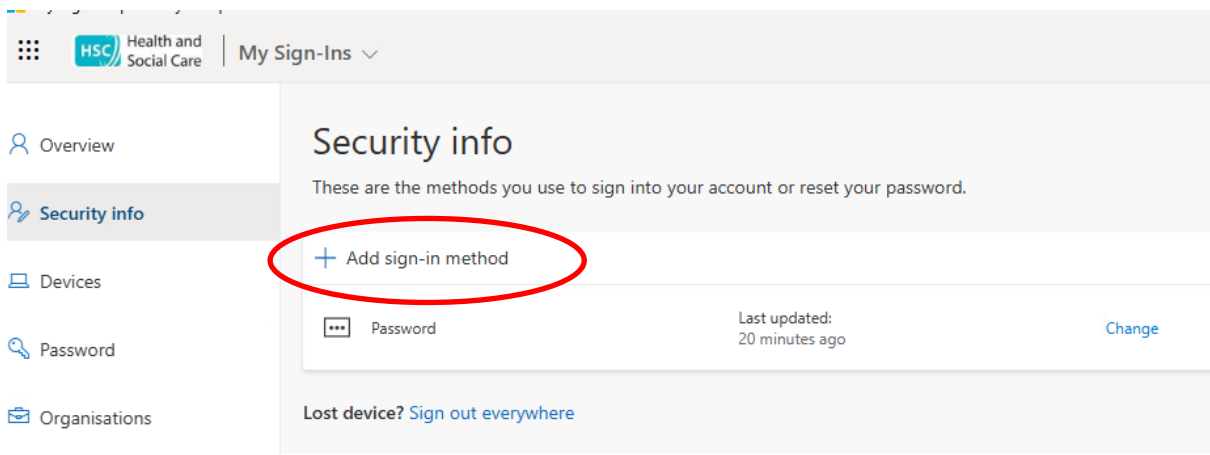 HSC Health and Social Care My Sign-Ins
Overview
Security info
Devices
Password
Organisations
Security info
These are the methods you use to sign into your account or reset your password.
+ Add sign-in method
Password
Last updated:
20 minutes ago
Change
Lost device? Sign out everywhere